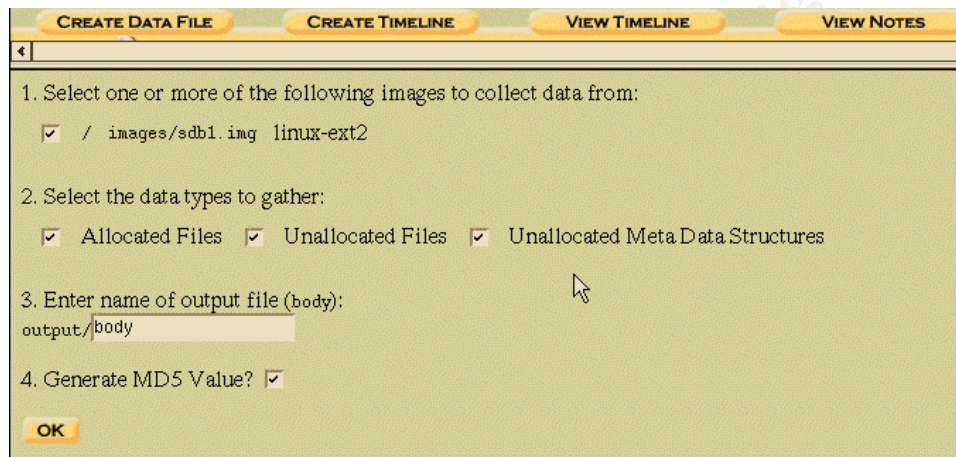 CREATE DATA FILE CREATE TIMELINE VIEW TIMELINE VIEW NOTES
1. Select one or more of the following images to collect data from:
/ images/sdb1.img linux-ext2
2. Select the data types to gather:
Allocated Files Unallocated Files Unallocated Meta Data Structures
3. Enter name of output file (body):
output/body
4. Generate MD5 Value?
OK